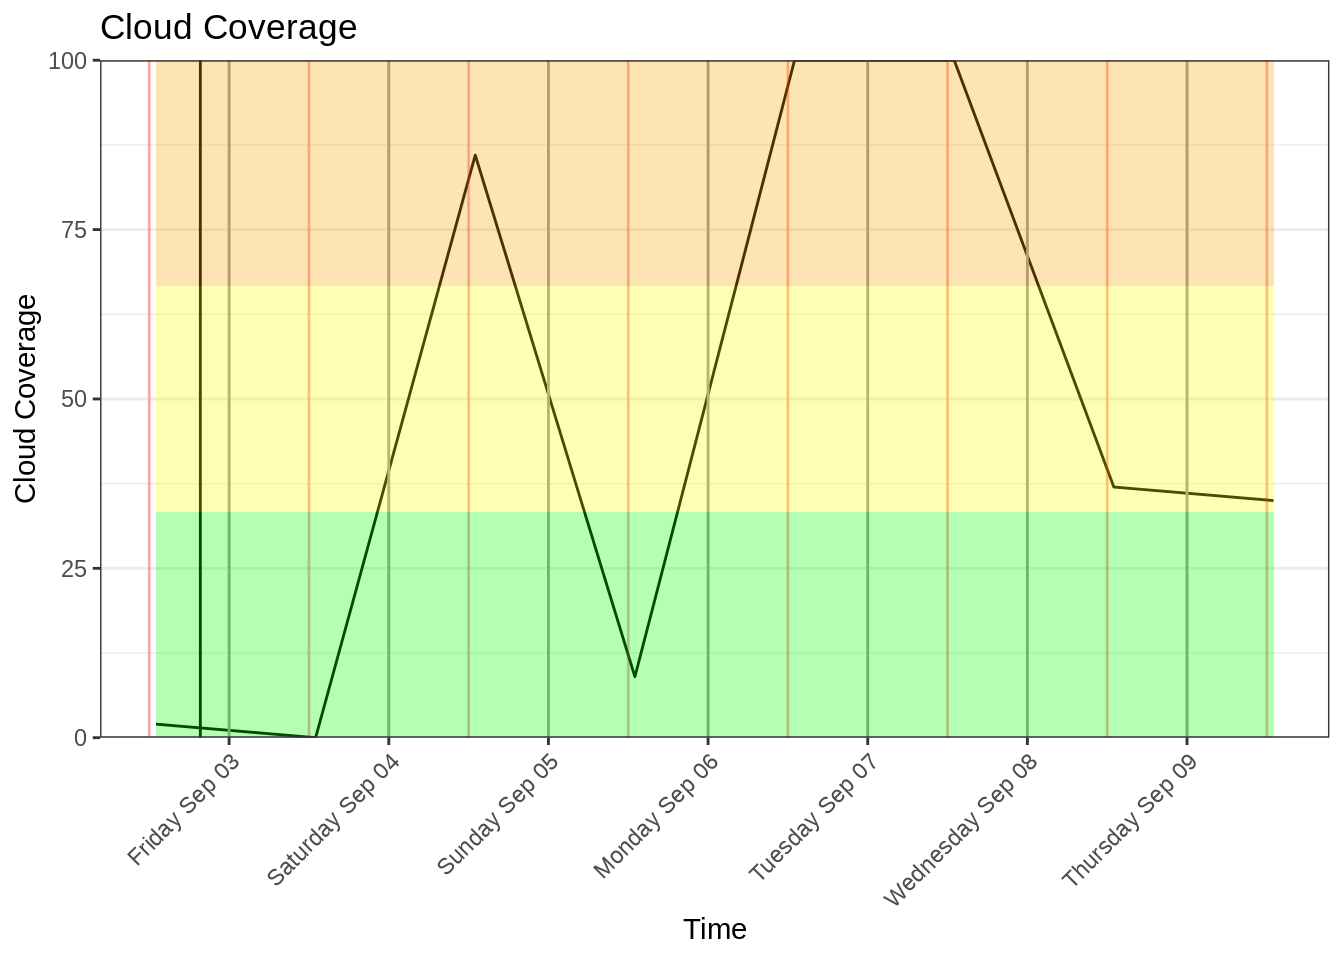 Cloud Coverage
100
75
50
25
0
Cloud Coverage
Friday Sep 03
Saturday Sep 04
Sunday Sep 05
Monday Sep 06
Tuesday Sep 07
Wednesday Sep 08
Thursday Sep 09
Time